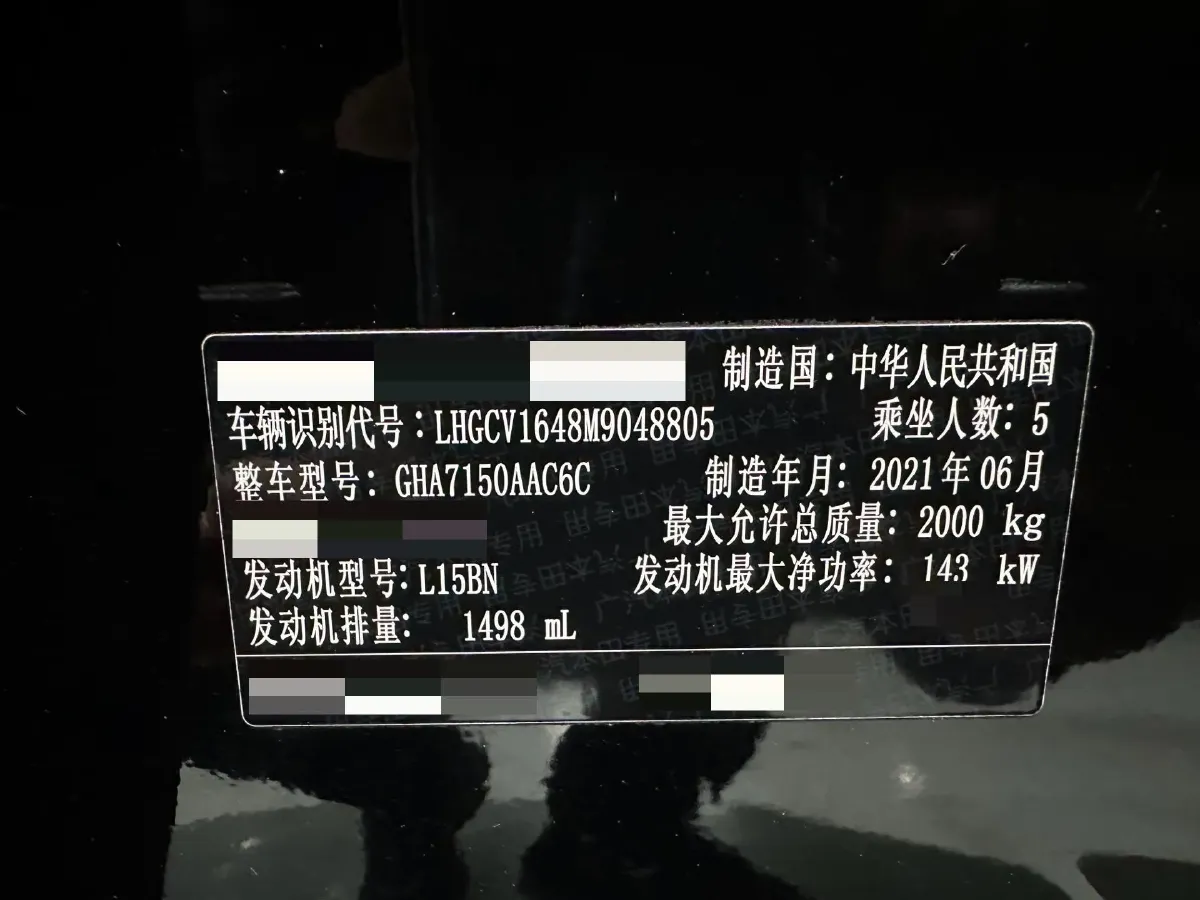 制造国：中华人民共和国
车辆识别代号：LHGCV1648M9048805
乘坐人数：5
整车型号：GHA7150AAC6C
制造年月：2021年06月
最大允许总质量：2000 kg
发动机型号：L15BN
发动机最大净功率：143 kW
发动机排量： 1498 mL